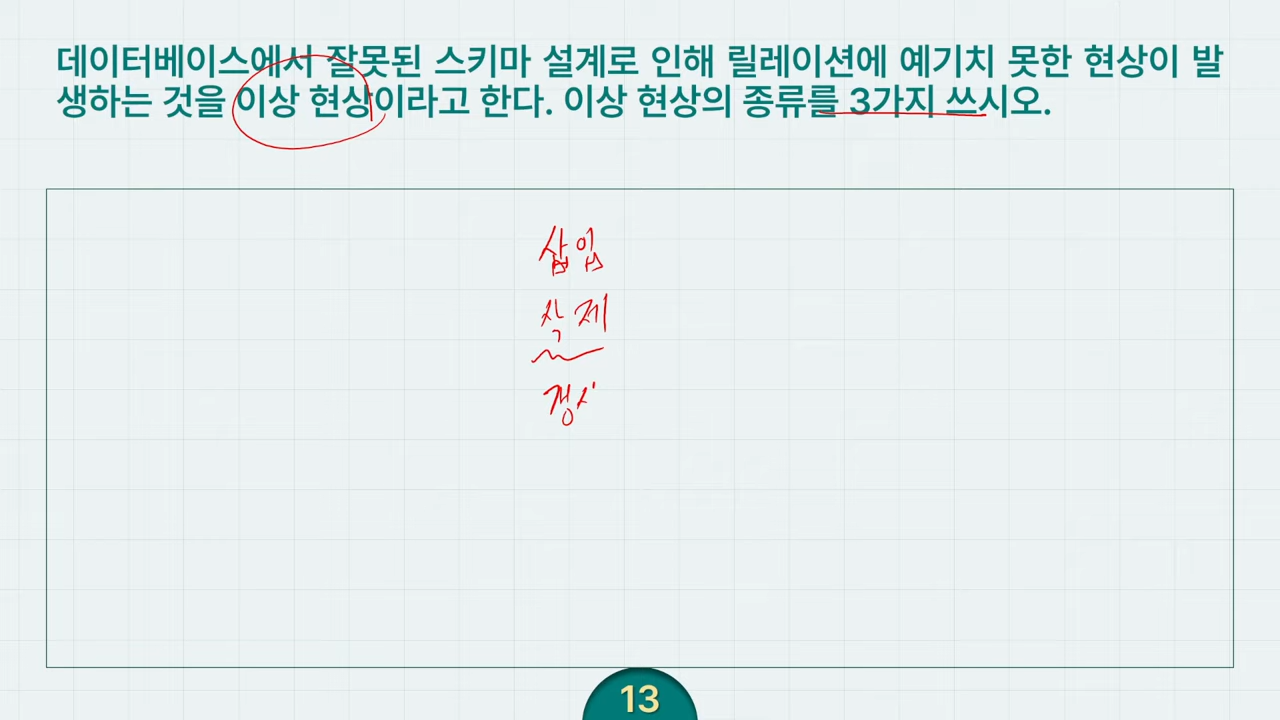 데이터베이스에서 잘못된 스키마 설계로 인해 릴레이션에 예기치 못한 현상이 발
생하는 것을 이상 현상이라고 한다. 이상 현상의 종류를 3가지 쓰시오.
삽입
삭제
갱시
13